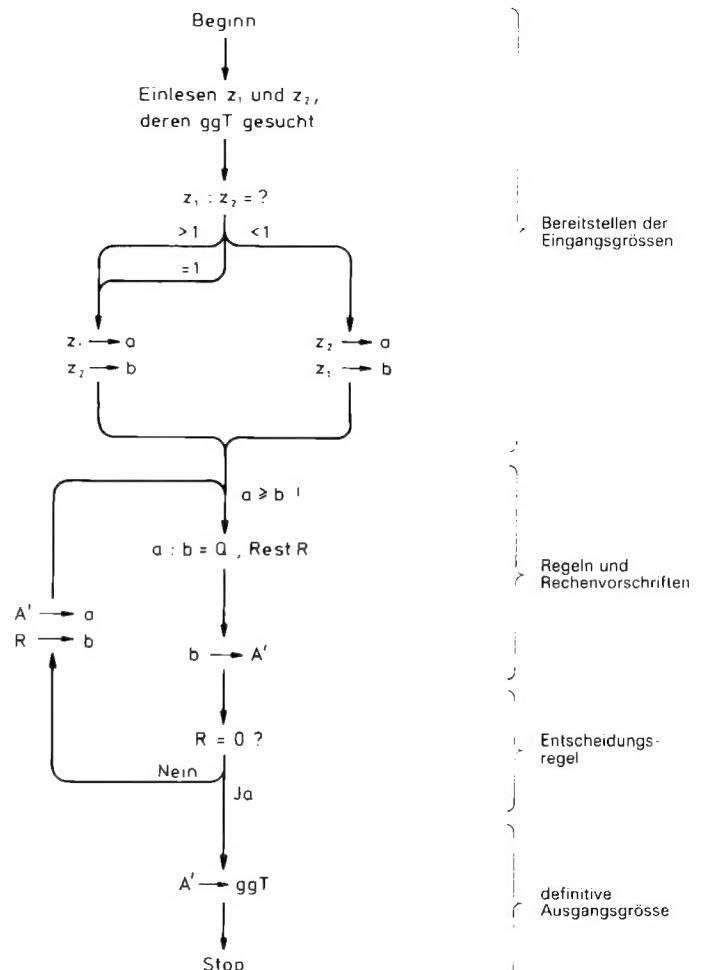 Beginn
Einlesen z₁ und z₂,
deren ggT gesucht
z₁ : z₂ = ?
>1
<1
=1
Bereitstellen der
Eingangsgrössen
z. → a
z₂ → b
z₂ → a
z₁ → b
a ≥ b !
a : b = Q , Rest R
Regeln und
Rechenvorschriften
A' → a
R → b
b → A'
R = 0 ?
Entscheidungs-
regel
Nein
Ja
A' → ggT
definitive
Ausgangsgrösse
Stop